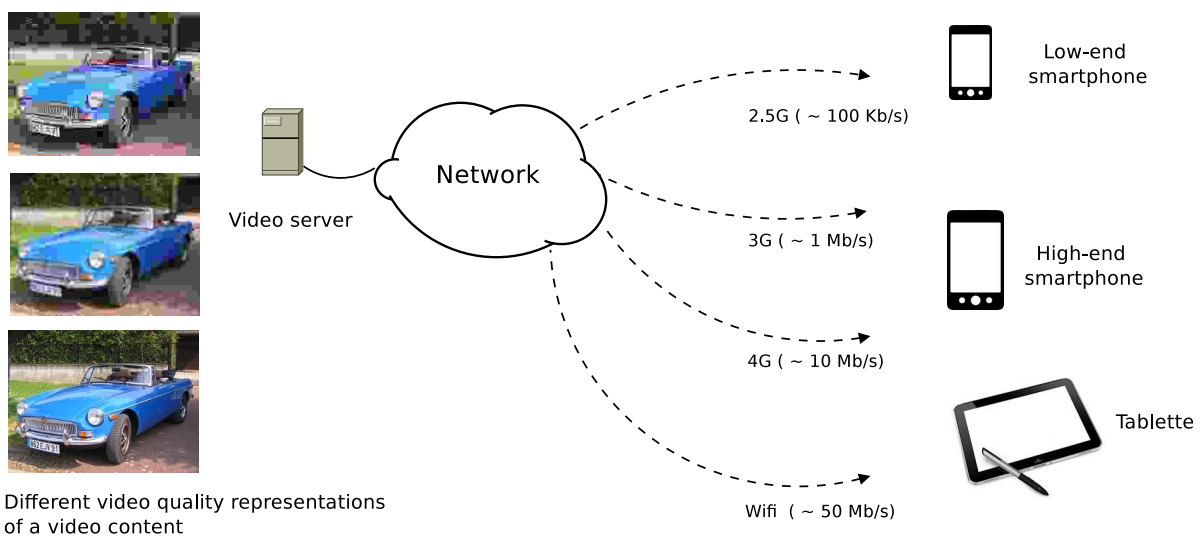 Low-end
smartphone
2.5G ( ~ 100 Kb/s)
Network
Video server
3G ( ~ 1 Mb/s)
High-end
smartphone
4G ( ~ 10 Mb/s)
Tablette
Different video quality representations
of a video content
Wifi ( ~ 50 Mb/s)